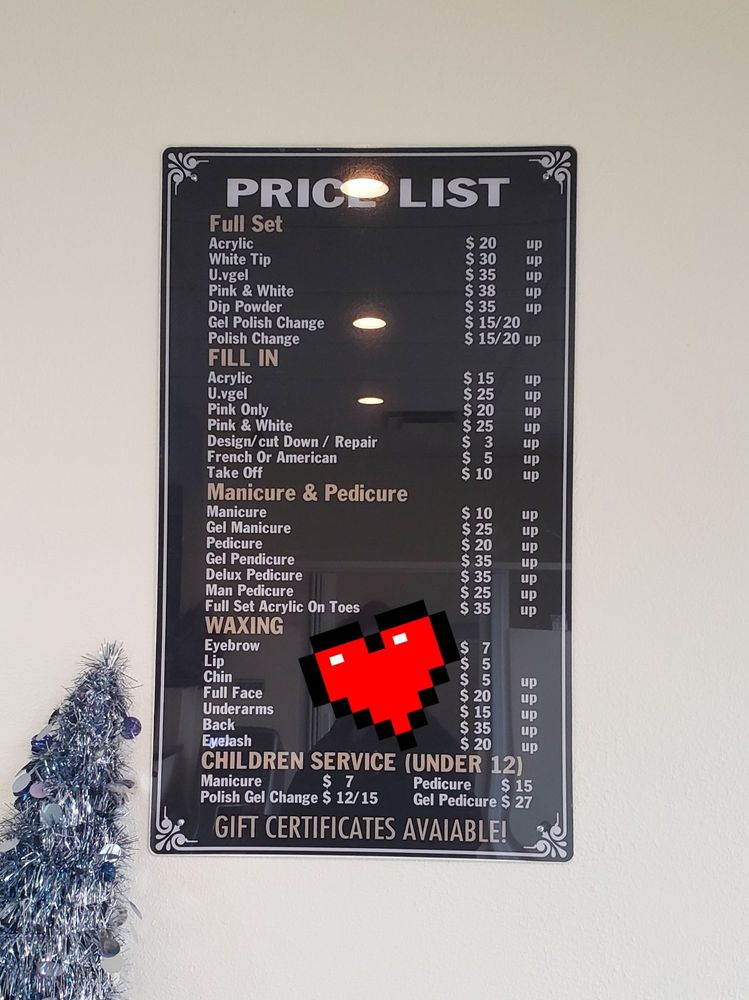 PRICE LIST
Full Set
Acrylic $ 20 up
White Tip $ 30 up
U.vgel $ 35 up
Pink & White $ 38 up
Dip Powder $ 35 up
Gel Polish Change $ 15/20
Polish Change $ 15/20 up
FILL IN
Acrylic $ 15 up
U.vgel $ 25 up
Pink Only $ 20 up
Pink & White $ 25 up
Design/cut Down / Repair $ 3 up
French Or American $ 5 up
Take Off $ 10 up
Manicure & Pedicure
Manicure $ 10 up
Gel Manicure $ 25 up
Pedicure $ 20 up
Gel Pendicure $ 35 up
Delux Pedicure $ 35 up
Man Pedicure $ 25 up
Full Set Acrylic On Toes $ 35 up
WAXING
Eyebrow $ 7
Lip $ 5
Chin $ 5 up
Full Face $ 20 up
Underarms $ 15 up
Back $ 35 up
Eyelash $ 20 up
CHILDREN SERVICE (UNDER 12)
Manicure $ 7 Pedicure $ 15
Polish Gel Change $ 12/15 Gel Pedicure $ 27
GIFT CERTIFICATES AVAIABLE!